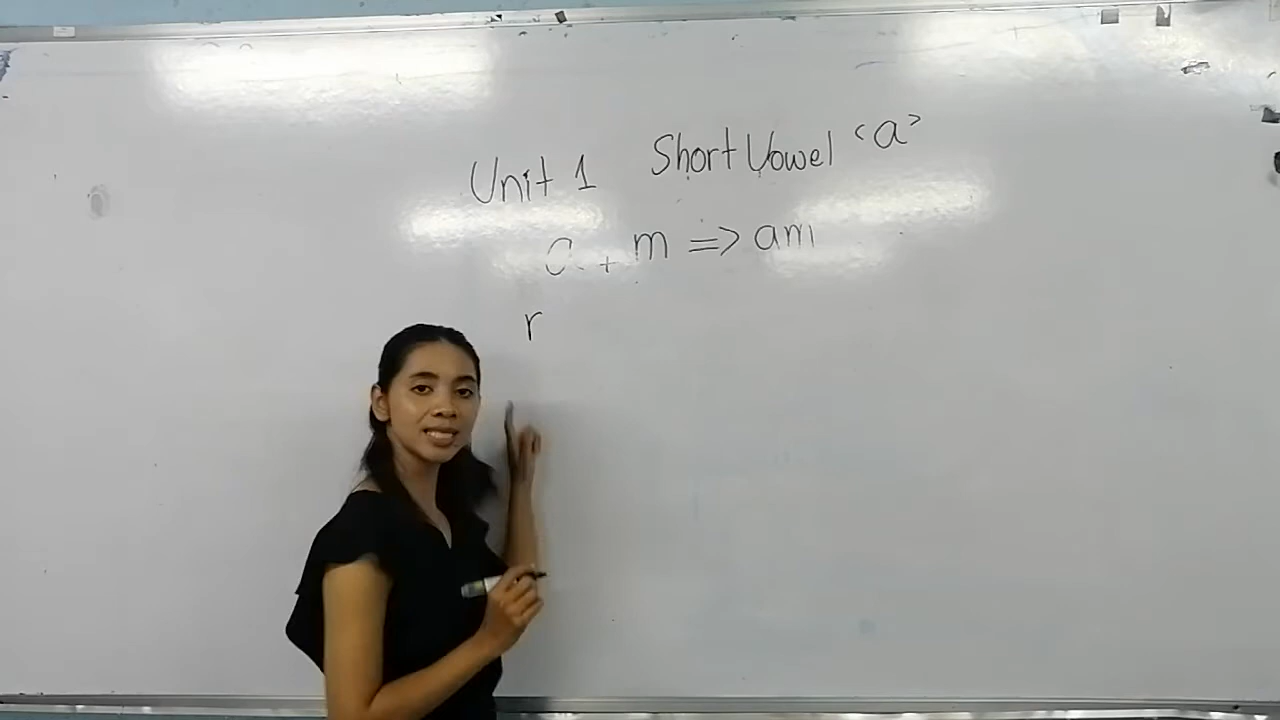 Unit 1 Short Vowel ‹a›
a + m => am
r